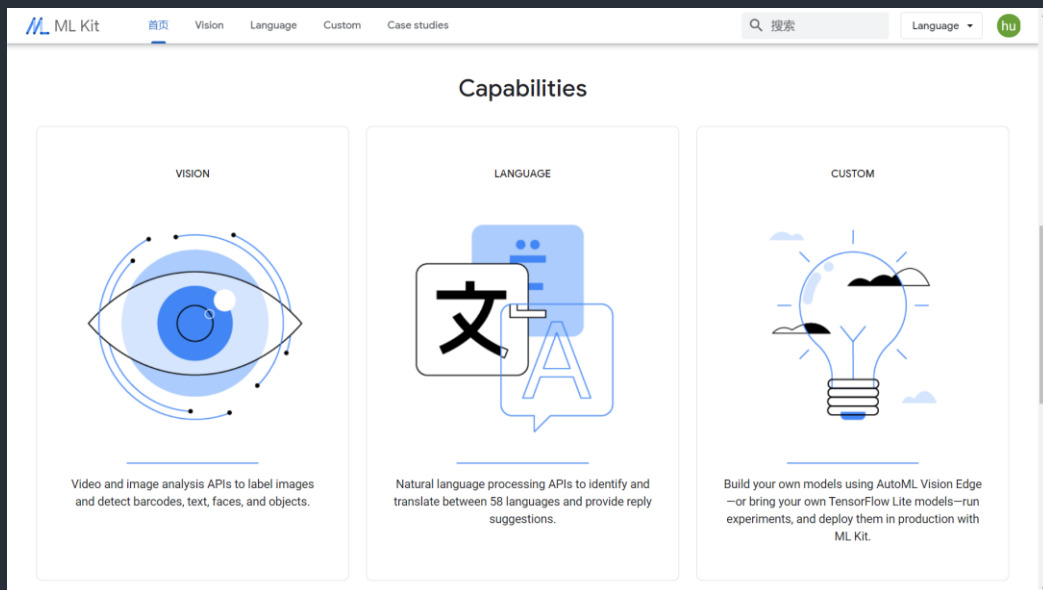 ML Kit 首页 Vision Language Custom Case studies 搜索 Language hu
Capabilities
VISION
文
A
Video and image analysis APIs to label images
and detect barcodes, text, faces, and objects.
LANGUAGE
Natural language processing APIs to identify and
translate between 58 languages and provide reply
suggestions.
CUSTOM
Build your own models using AutoML Vision Edge
—or bring your own TensorFlow Lite models—run
experiments, and deploy them in production with
ML Kit.